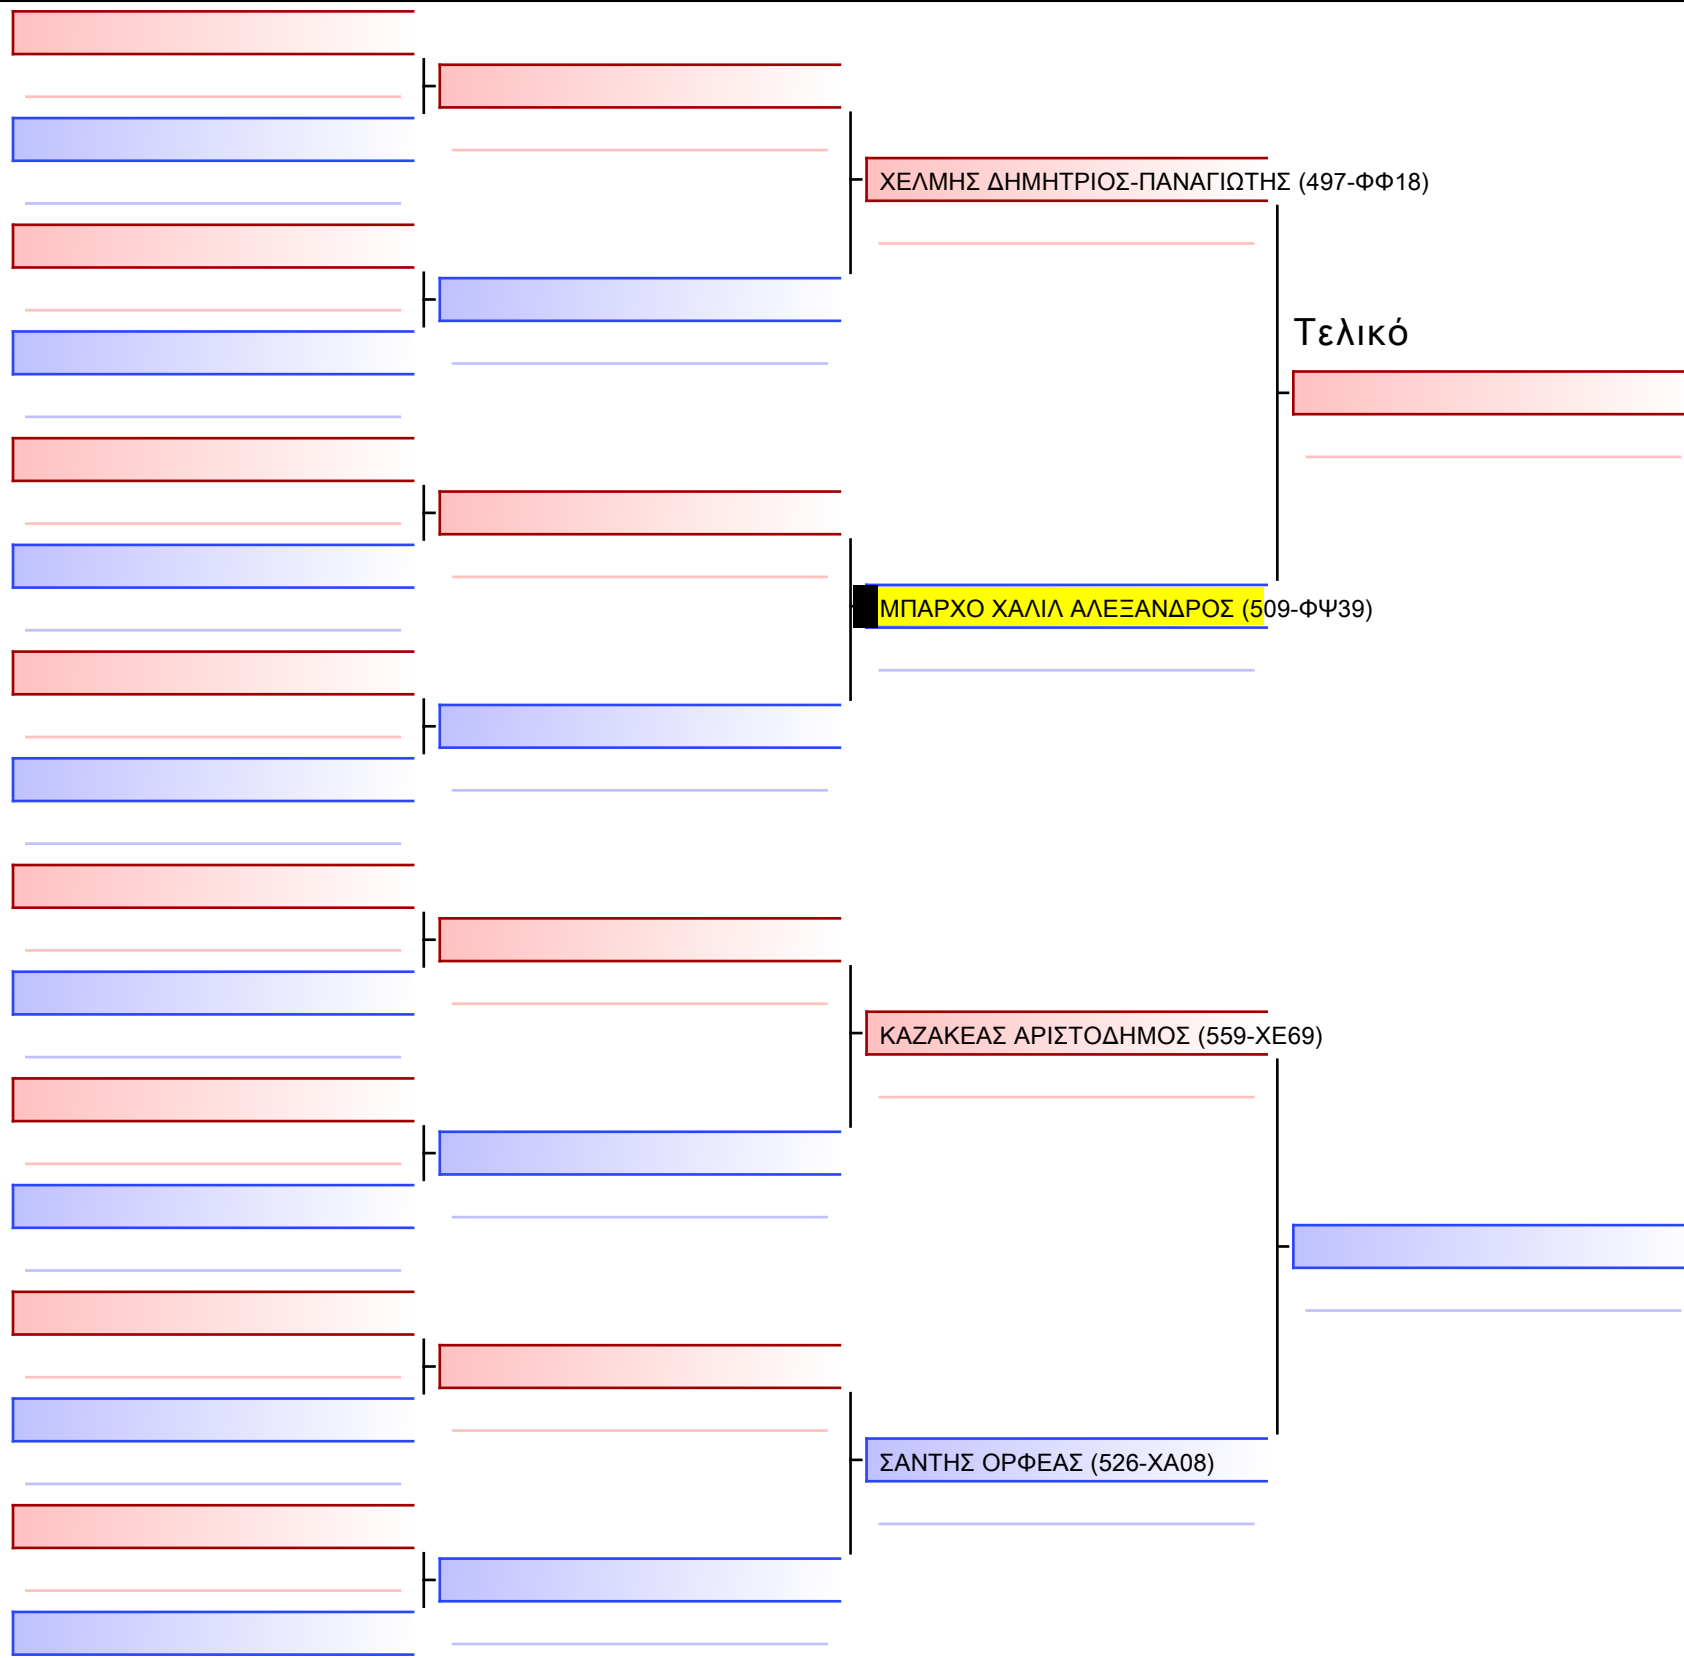 ΧΕΛΜΗΣ ΔΗΜΗΤΡΙΟΣ-ΠΑΝΑΓΙΩΤΗΣ (497-ΦΦ18)
Τελικό
ΜΠΑΡΧΟ ΧΑΛΙΛ ΑΛΕΞΑΝΔΡΟΣ (509-ΦΨ39)
ΚΑΖΑΚΕΑΣ ΑΡΙΣΤΟΔΗΜΟΣ (559-ΧΕ69)
ΣΑΝΤΗΣ ΟΡΦΕΑΣ (526-ΧΑ08)